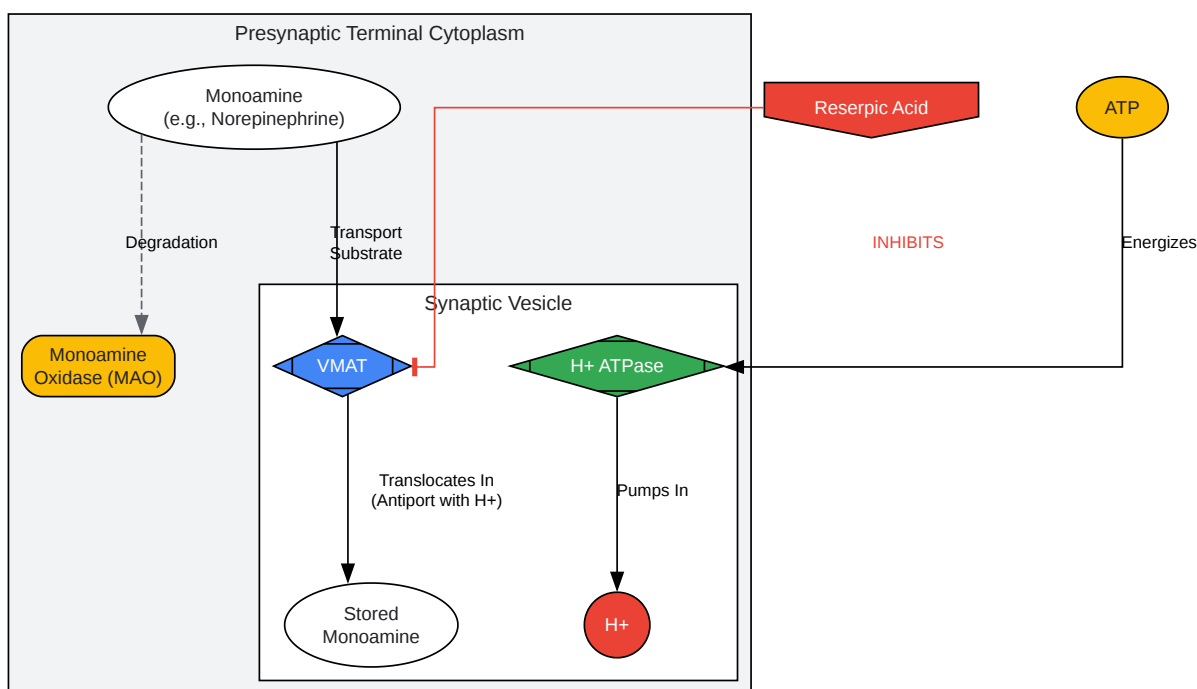 Presynaptic Terminal Cytoplasm
Monoamine
(e.g., Norepinephrine)
Reserpic Acid
ATP
Degradation
Transport
Substrate
INHIBITS
Energizes
Synaptic Vesicle
Monoamine
Oxidase (MAO)
VMAT
H+ ATPase
Translocates In
(Antiport with H+)
Pumps In
Stored
Monoamine
H+